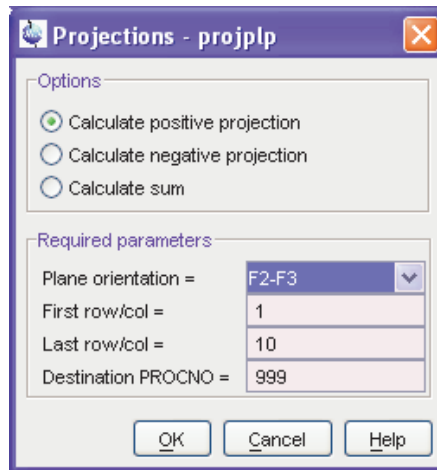 Projections - projplp
Options
Calculate positive projection
Calculate negative projection
Calculate sum
Required parameters
Plane orientation = F2-F3
First row/col = 1
Last row/col = 10
Destination PROCNO = 999
OK Cancel Help